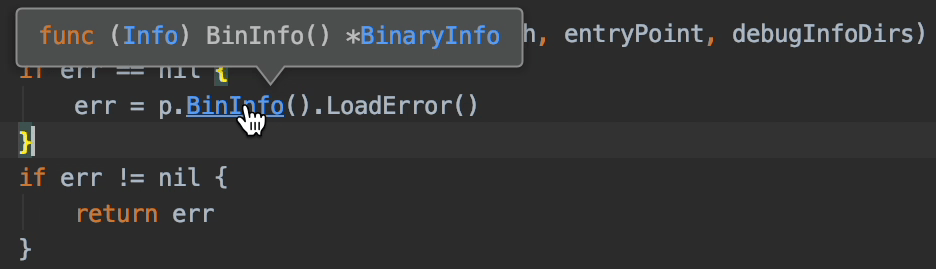 func (Info) BinInfo() *BinaryInfo
h, entryPoint, debugInfoDirs)
if err == nil {
err = p.BinInfo().LoadError()
}
if err != nil {
return err
}